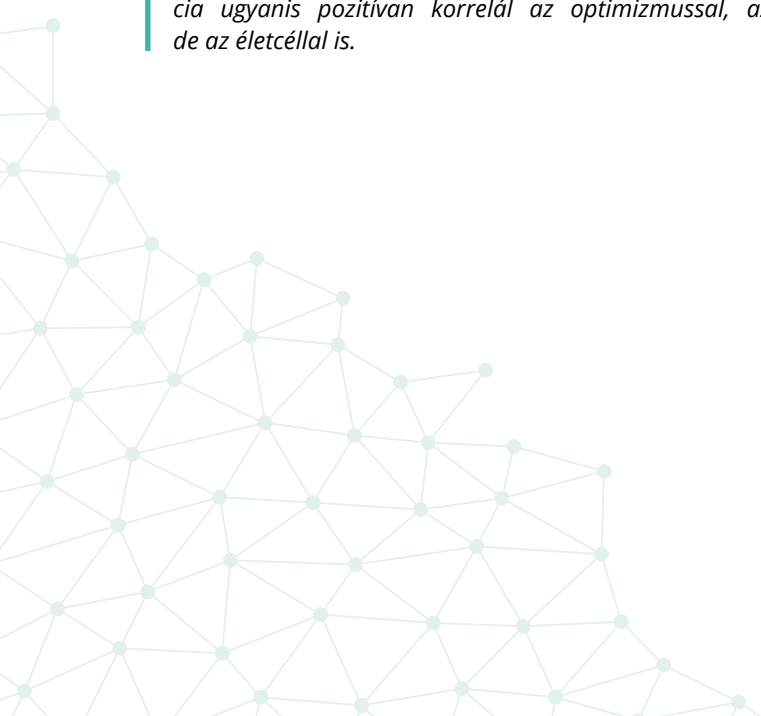 cia ugyanis pozitívan korrelál az optimizmussal,
de az életcéllal is.